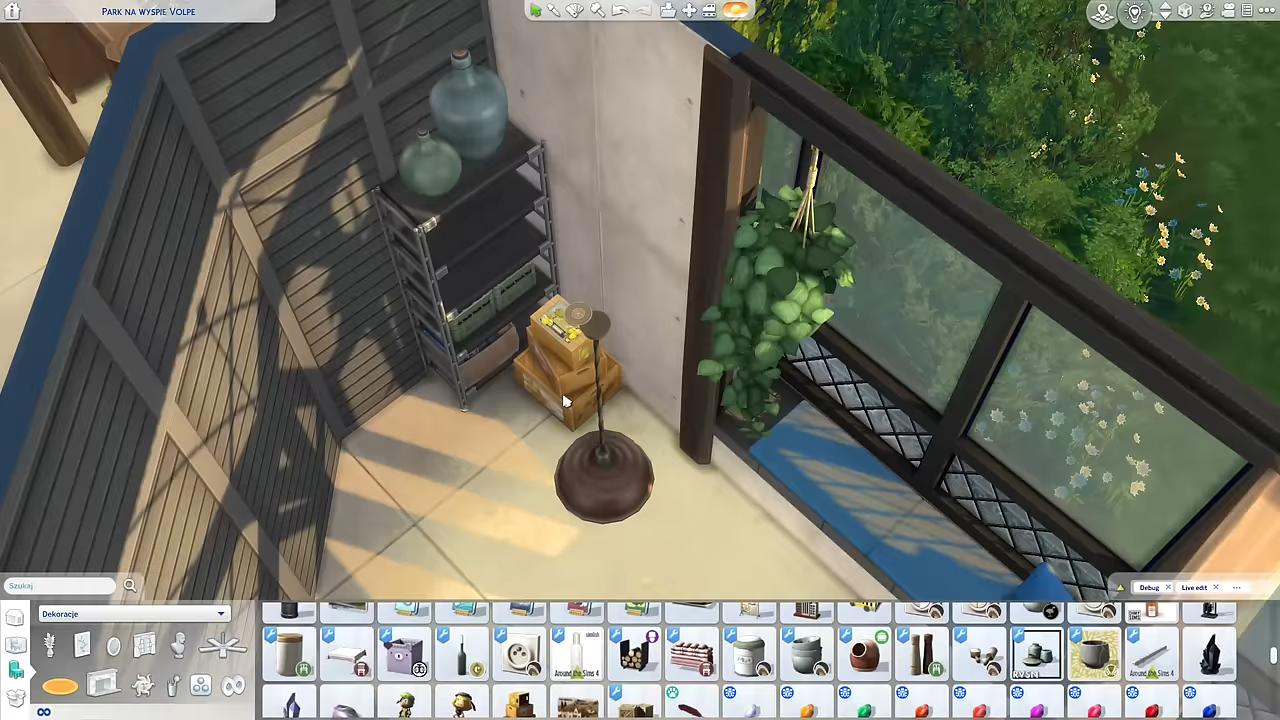 Park na wyspie Volpe
Debug
Live edit
Szukaj
Dekoracje
Around the Sims 4
Around the Sims 4